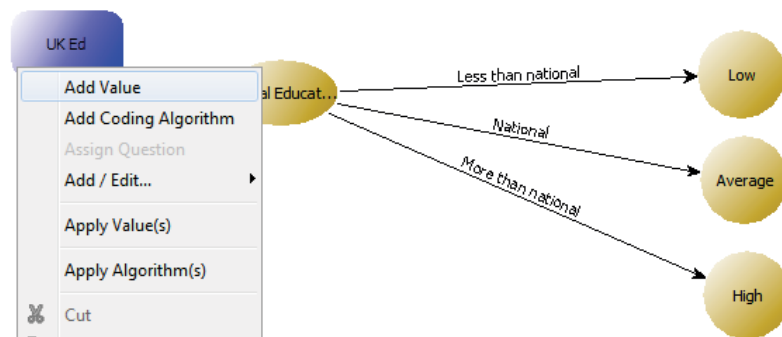 UK Ed
Add Value
Add Coding Algorithm
Assign Question
Add / Edit...
Apply Value(s)
Apply Algorithm(s)
Cut
al Educat...
Less than national
National
More than national
Low
Average
High